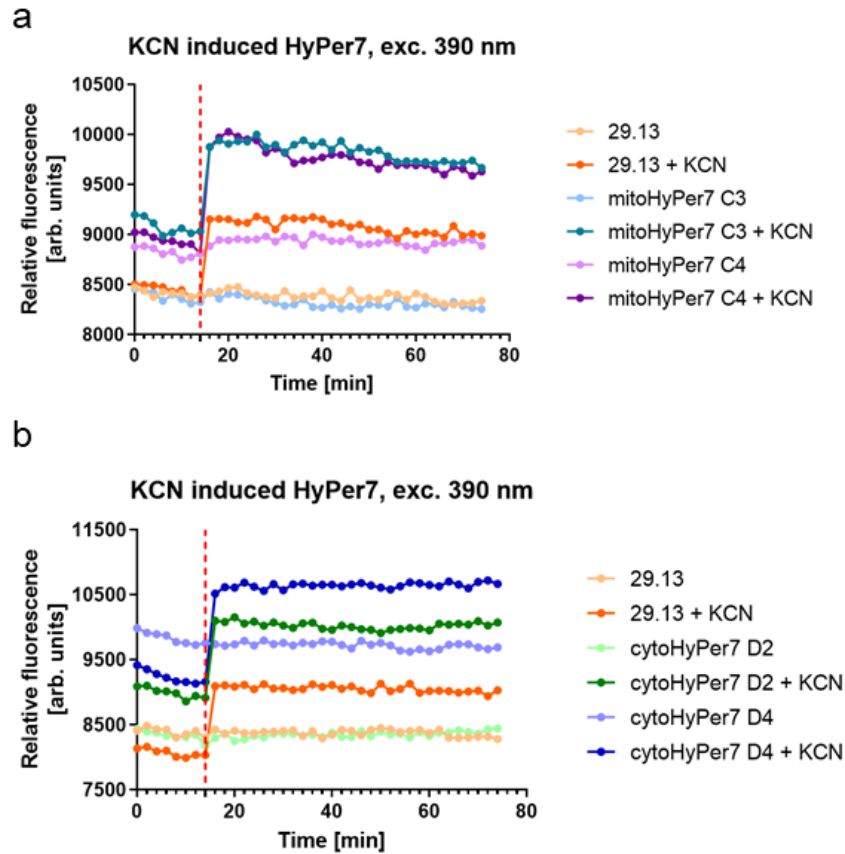 a
KCN induced HyPer7, exc. 390 nm
Relative fluorescence
[arb. units]
10500
10000
9500
9000
8500
8000
0
20
40
60
80
Time [min]
29.13
29.13 + KCN
mitoHyPer7 C3
mitoHyPer7 C3 + KCN
mitoHyPer7 C4
mitoHyPer7 C4 + KCN
b
KCN induced HyPer7, exc. 390 nm
Relative fluorescence
[arb. units]
11500
10500
9500
8500
7500
0
20
40
60
80
Time [min]
29.13
29.13 + KCN
cytoHyPer7 D2
cytoHyPer7 D2 + KCN
cytoHyPer7 D4
cytoHyPer7 D4 + KCN